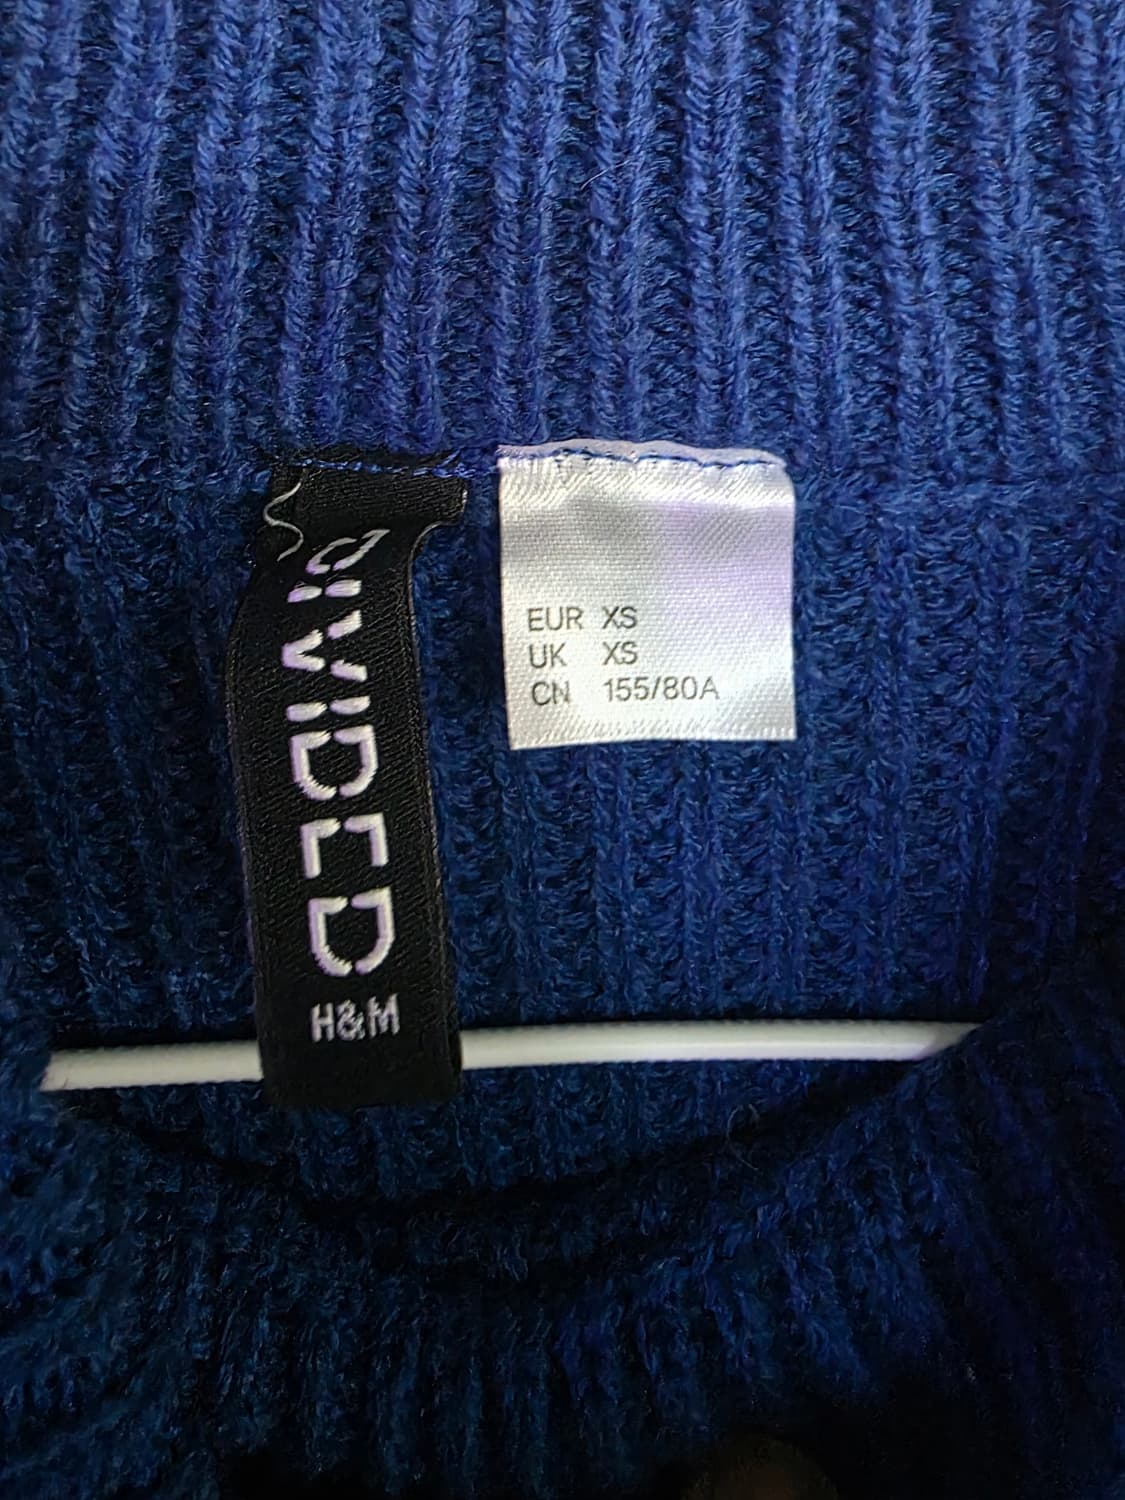 DIVIDED
H&M
EUR XS
UK XS
CN 155/80A